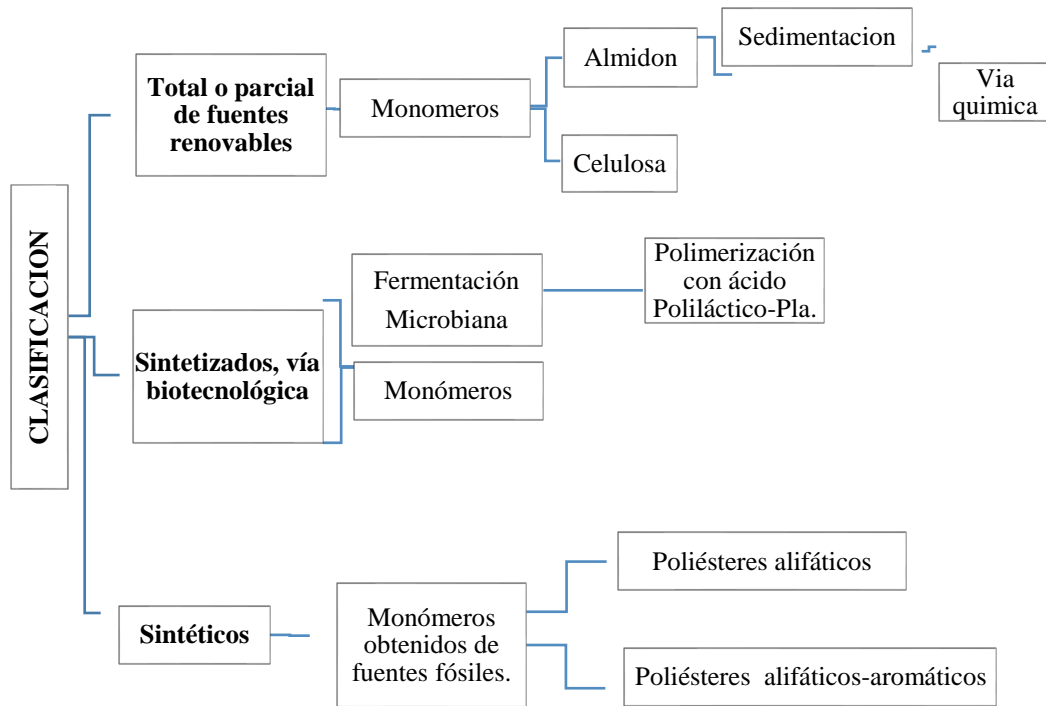 CLASIFICACION
Total o parcial
de fuentes
renovables
Monomeros
Almidon
Sedimentacion
Via
quimica
Celulosa
Sintetizados, vía
biotecnológica
Fermentación
Microbiana
Polimerización
con ácido
Poliláctico-Pla.
Monómeros
Sintéticos
Monómeros
obtenidos de
fuentes fósiles.
Poliésteres alifáticos
Poliésteres alifáticos-aromáticos